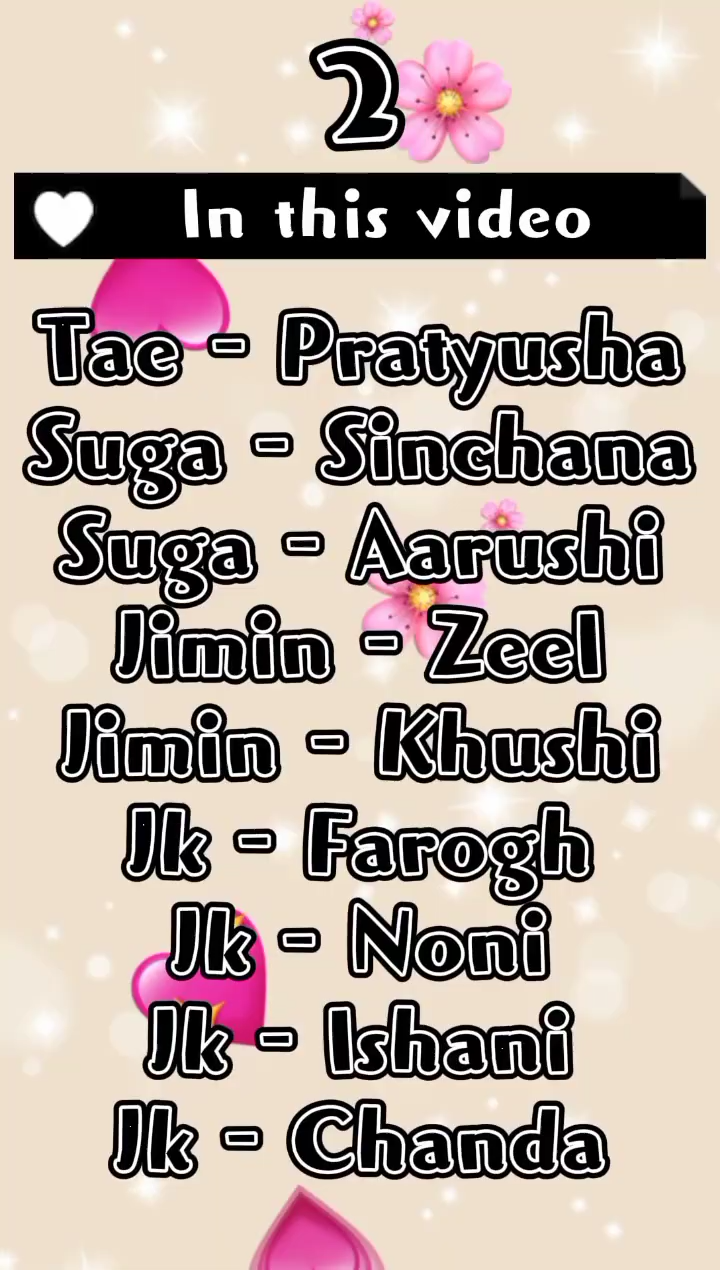 2
In this video
Tae - Pratyusha
Suga - Sinchana
Suga - Aarushi
Jimin - Zeel
Jimin - Khushi
Jk - Farogh
Jk - Noni
Jk - Ishani
Jk - Chanda